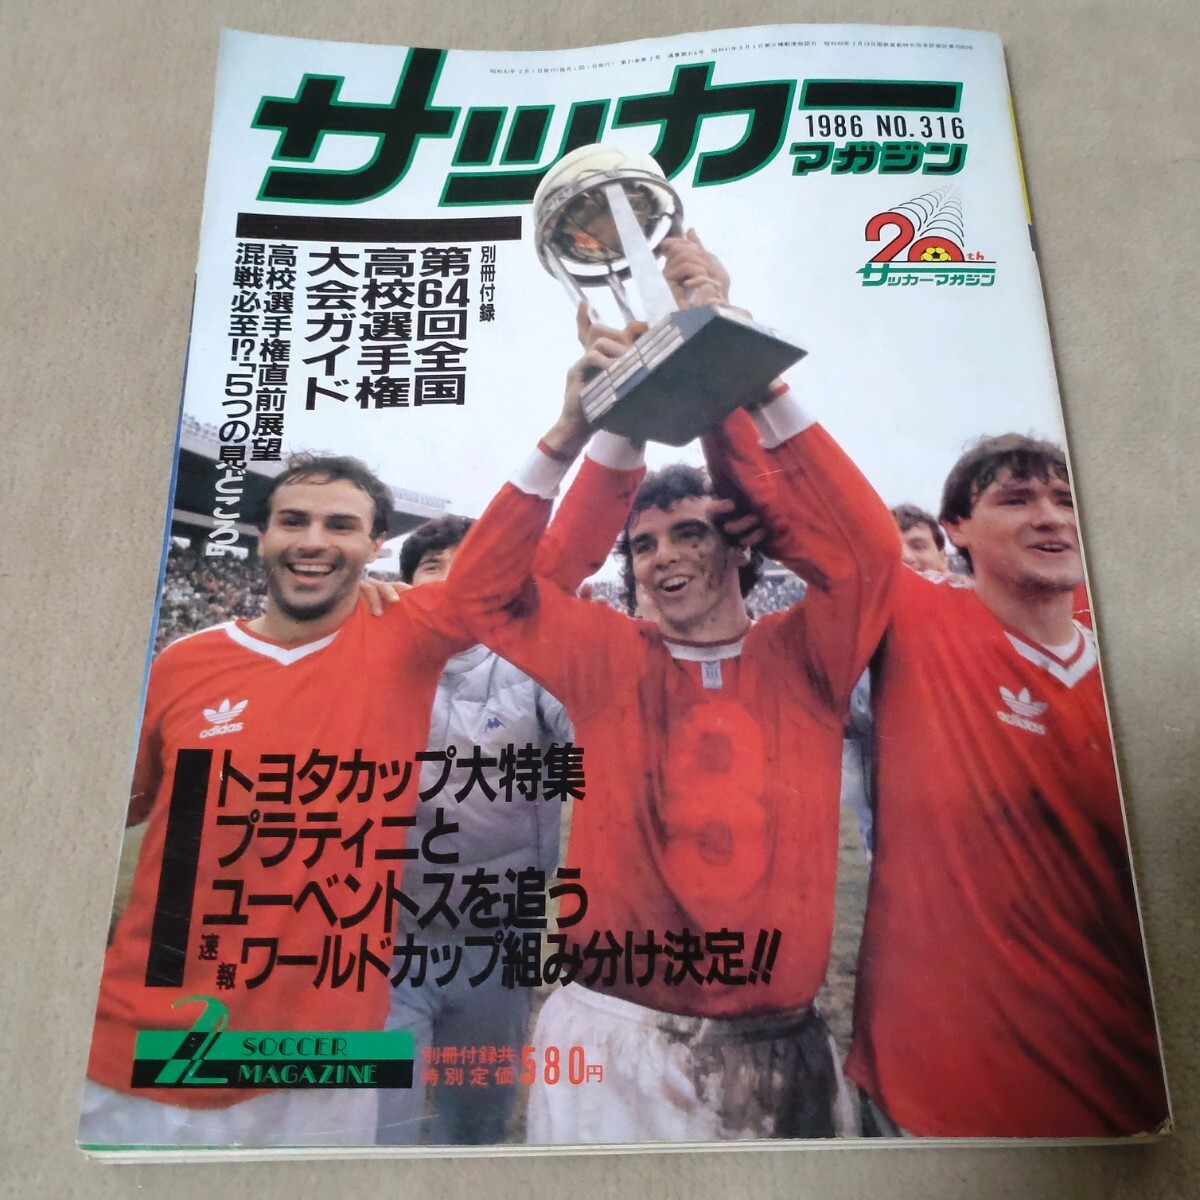 サッカー
マガジン
1986 NO.316
20th
サッカーマガジン
別冊付録
第64回全国
高校選手権
大会ガイド
高校選手権直前展望
混戦必至!?「5つの見どころ」
adidas
adidas
トヨタカップ大特集
プラティニと
ユーベントスを追う
速報
ワールドカップ組み分け決定!!
2
SOCCER
MAGAZINE
別冊付録共
特別定価580円